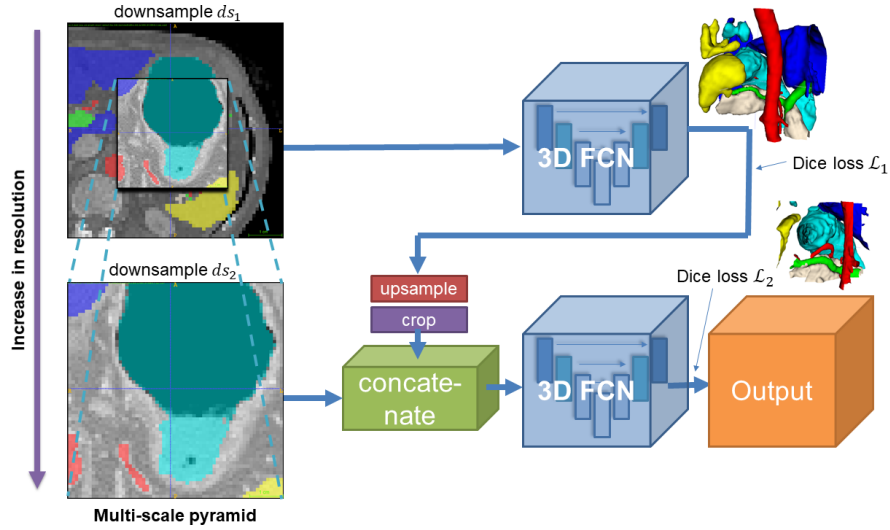 downsample ds₁
3D FCN
Dice loss ℒ₁
Increase in resolution
downsample ds₂
upsample
crop
Dice loss ℒ₂
concate-
nate
3D FCN
Output
Multi-scale pyramid